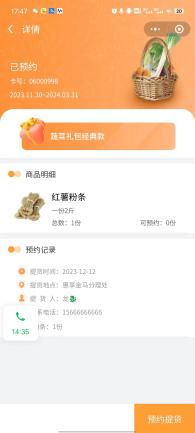 17:47
30
详情
已预约
卡号：06000998
2023.11.30~2024.03.31
蔬菜礼包经典款
商品明细
红薯粉条
一份2斤
总数：1份
可预约：0份
预约记录
提货时间：2023-12-12
提货地点：惠享金马分理处
提 货 人：龙🐉
系电话：15666666666
14:35
条：1份
预约提货